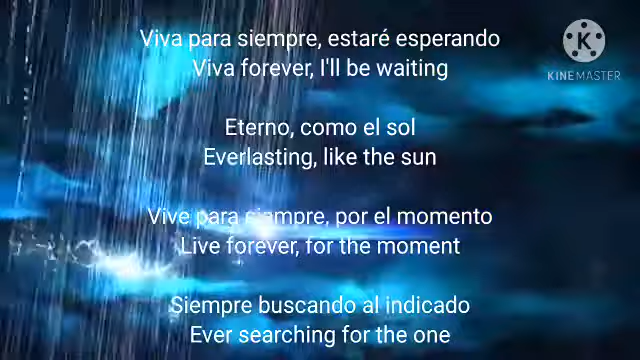 Viva para siempre, estaré esperando
Viva forever, I'll be waiting
Eterno, como el sol
Everlasting, like the sun
Vive para siempre, por el momento
Live forever, for the moment
Siempre buscando al indicado
Ever searching for the one
KINEMASTER